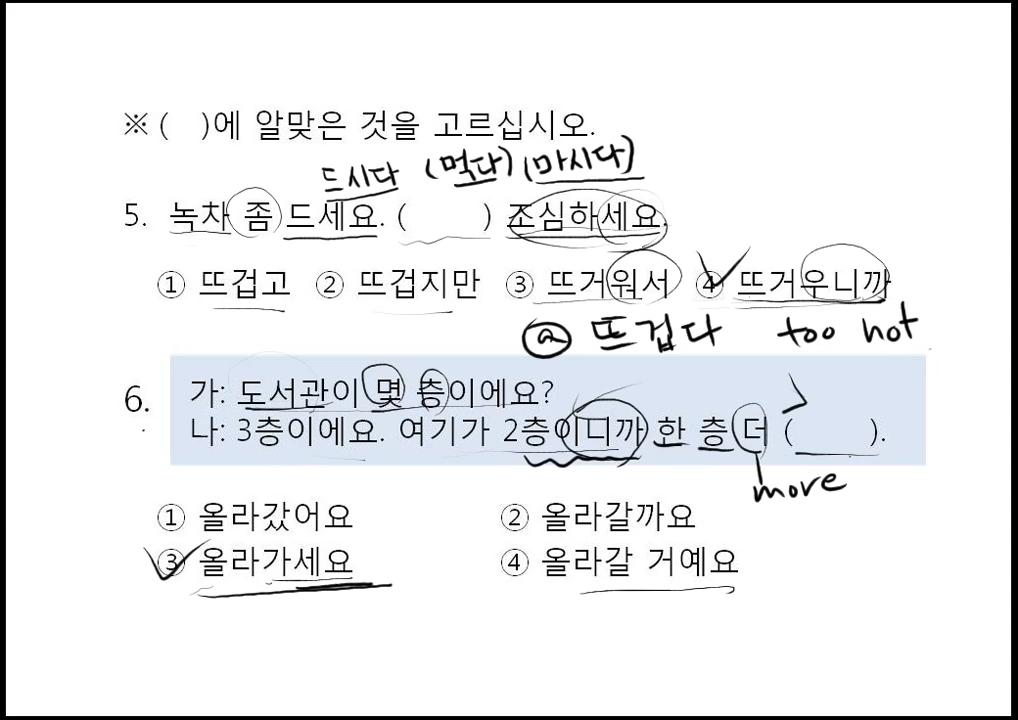 ※ (   )에 알맞은 것을 고르십시오.
드시다 (먹다) (마시다)
5. 녹차 좀 드세요. (   ) 조심하세요.
① 뜨겁고 ② 뜨겁지만 ③ 뜨거워서 ④ 뜨거우니까
ⓐ 뜨겁다 too hot
6. 가: 도서관이 몇 층이에요?
나: 3층이에요. 여기가 2층이니까 한 층 더 (   ).
more
① 올라갔어요 ② 올라갈까요
③ 올라가세요 ④ 올라갈 거예요